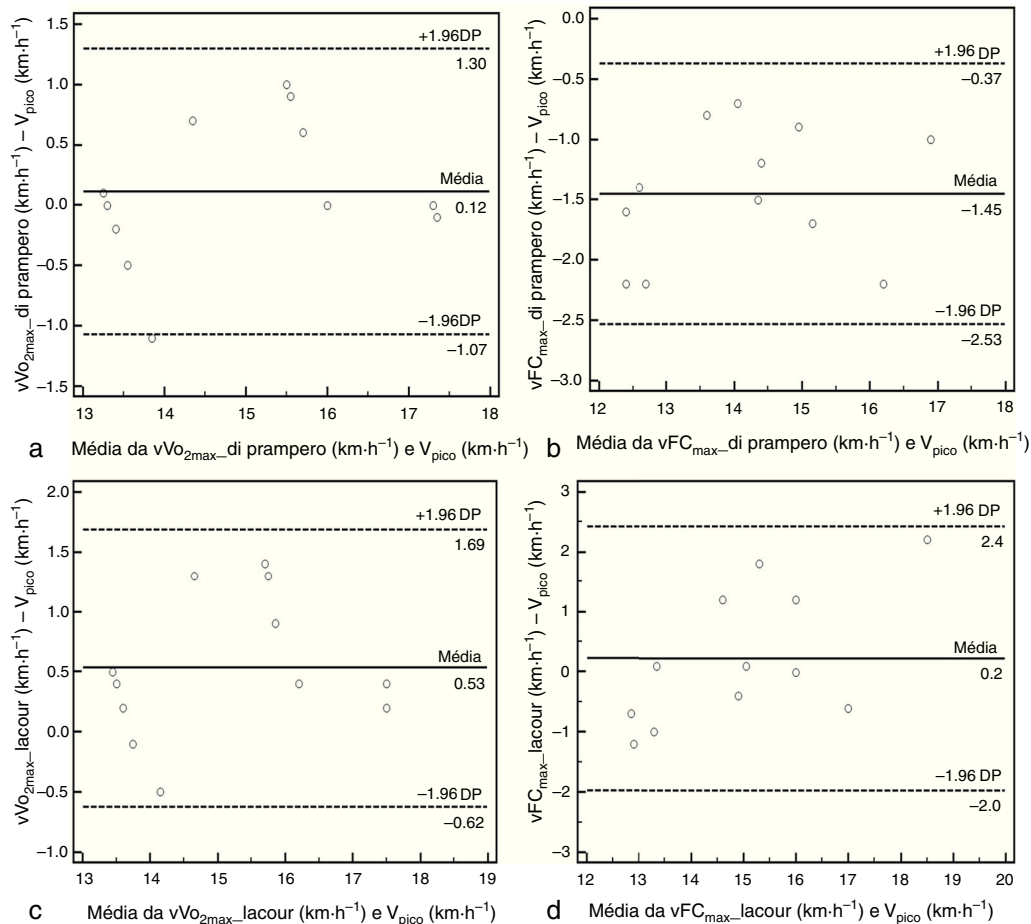 vVo2max_di prampero (km·h−1) – Vpico (km·h−1)
1.5
1.0
0.5
0.0
−0.5
−1.0
−1.5
+1.96DP
1.30
Média
0.12
−1.96DP
−1.07
13 14 15 16 17 18
a Média da vVo2max_di prampero (km·h−1) e Vpico (km·h−1)
vFCmax_di prampero (km·h−1) – Vpico (km·h−1)
0.0
−0.5
−1.0
−1.5
−2.0
−2.5
−3.0
+1.96 DP
−0.37
Média
−1.45
−1.96 DP
−2.53
12 13 14 15 16 17 18
b Média da vFCmax_di prampero (km·h−1) e Vpico (km·h−1)
vVo2max_lacour (km·h−1) – Vpico (km·h−1)
2.0
1.5
1.0
0.5
0.0
−0.5
−1.0
+1.96 DP
1.69
Média
0.53
−1.96 DP
−0.62
13 14 15 16 17 18 19
c Média da vVo2max_lacour (km·h−1) e Vpico (km·h−1)
vFCmax_lacour (km·h−1) – Vpico (km·h−1)
3
2
1
0
−1
−2
−3
+1.96 DP
2.4
Média
0.2
−1.96 DP
−2.0
12 13 14 15 16 17 18 19 20
d Média da vFCmax_lacour (km·h−1) e Vpico (km·h−1)